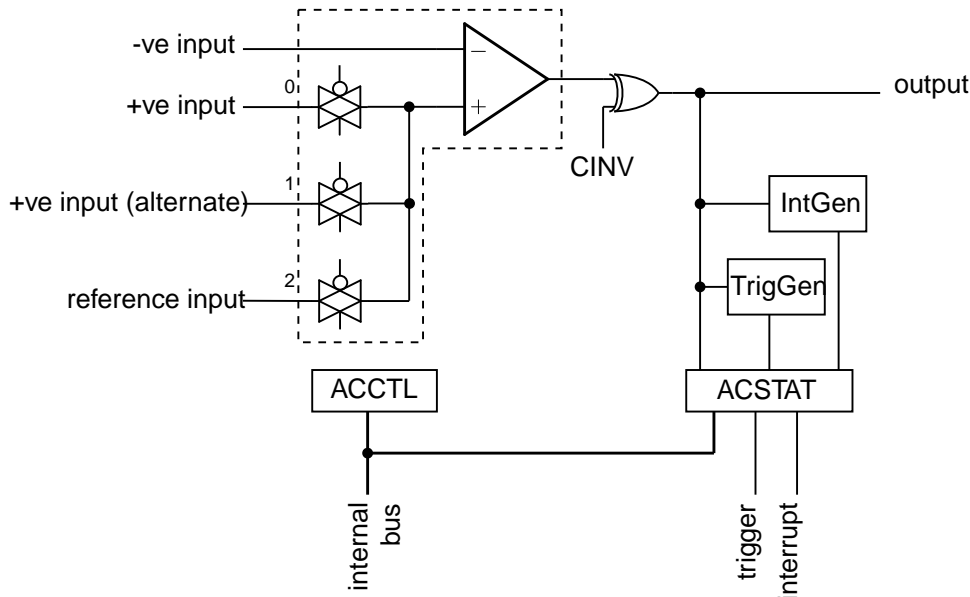 -ve input
−
output
0
+ve input
+
CINV
1
+ve input (alternate)
IntGen
2
reference input
TrigGen
ACCTL
ACSTAT
internal
bus
trigger
interrupt